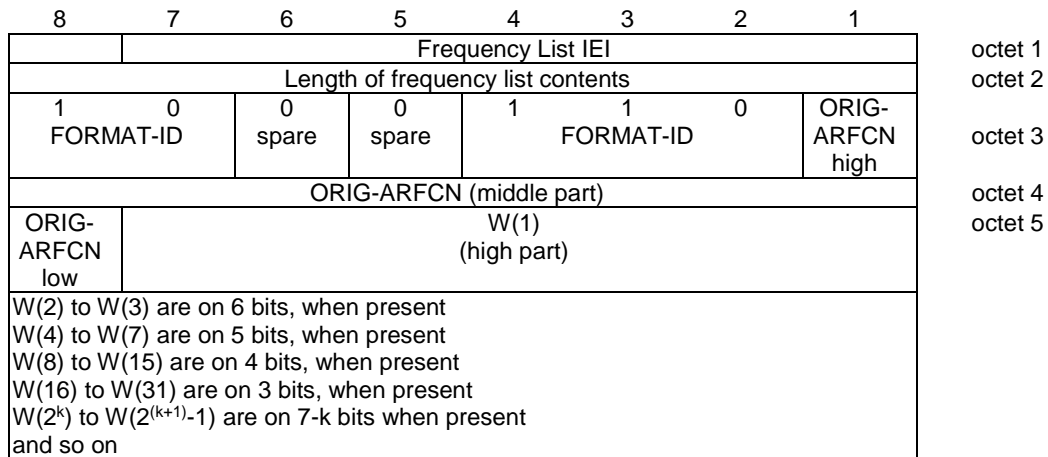 8 7 6 5 4 3 2 1
Frequency List IEI octet 1
Length of frequency list contents octet 2
1 0 0 0 1 1 0 ORIG-
FORMAT-ID spare spare FORMAT-ID ARFCN octet 3
high
ORIG-ARFCN (middle part) octet 4
ORIG- W(1) octet 5
ARFCN (high part)
low
W(2) to W(3) are on 6 bits, when present
W(4) to W(7) are on 5 bits, when present
W(8) to W(15) are on 4 bits, when present
W(16) to W(31) are on 3 bits, when present
W(2ᵏ) to W(2⁽ᵏ⁺¹⁾-1) are on 7-k bits when present
and so on